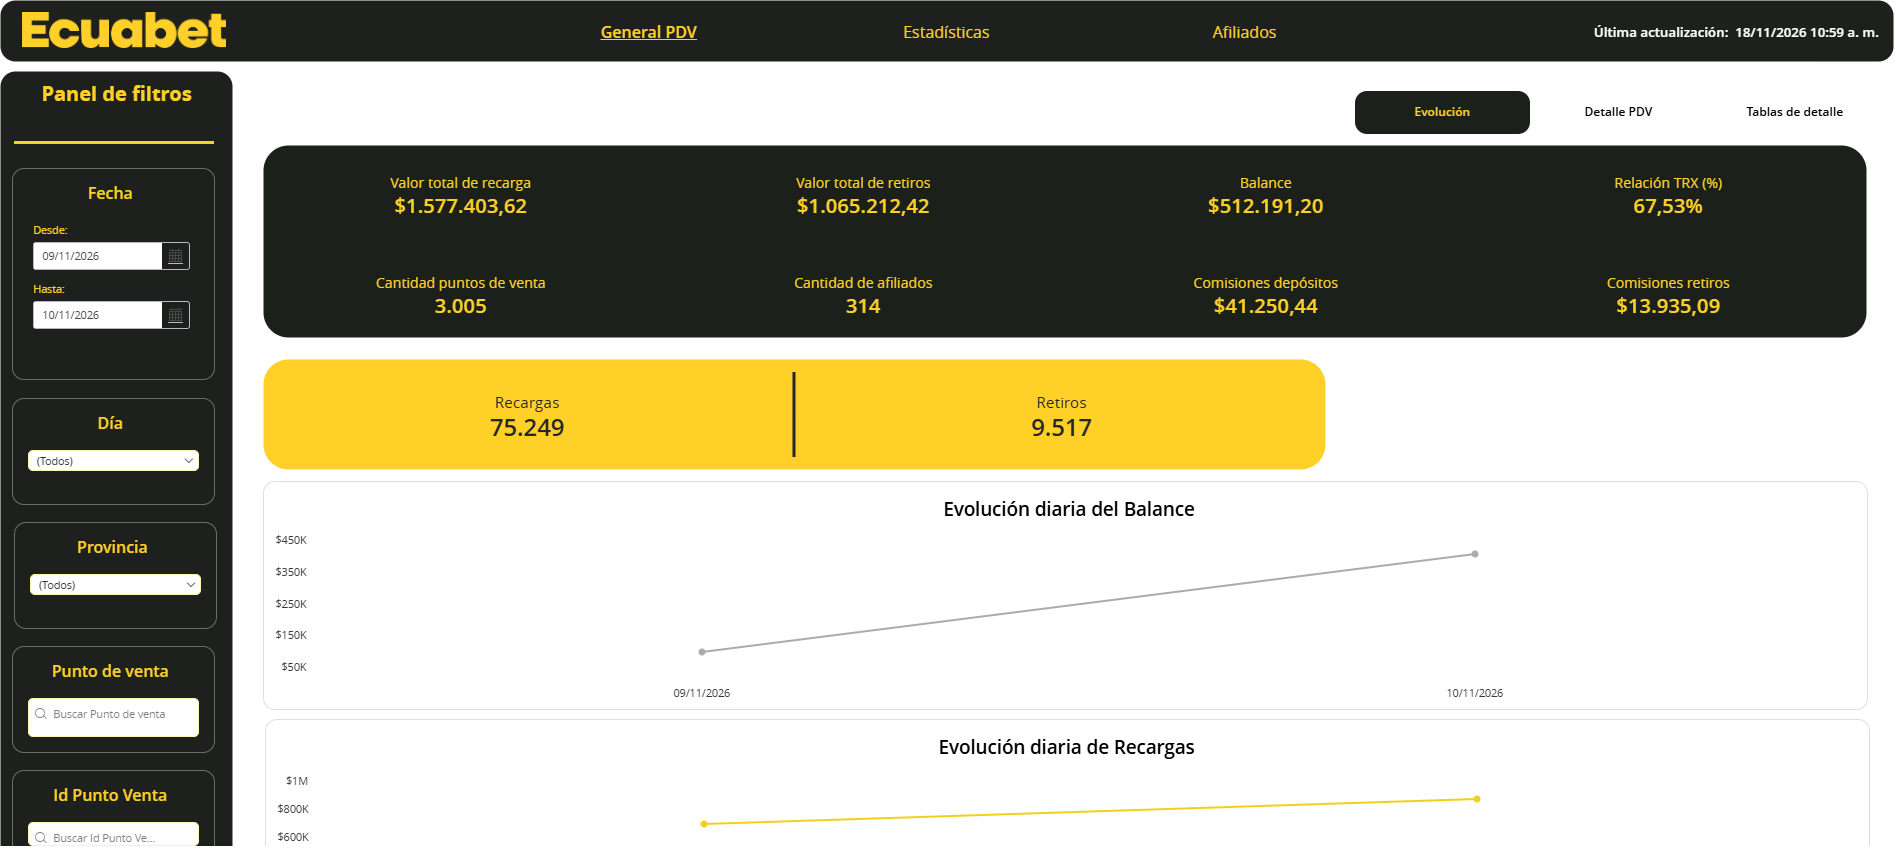 Ecuabet
General PDV
Estadísticas
Afiliados
Última actualización: 18/11/2026 10:59 a. m.
Panel de filtros
Fecha
Desde:
09/11/2026
Hasta:
10/11/2026
Día
(Todos)
Provincia
(Todos)
Punto de venta
Buscar Punto de venta
Id Punto Venta
Buscar Id Punto Ve...
Evolución
Detalle PDV
Tablas de detalle
Valor total de recarga
$1.577.403,62
Valor total de retiros
$1.065.212,42
Balance
$512.191,20
Relación TRX (%)
67,53%
Cantidad puntos de venta
3.005
Cantidad de afiliados
314
Comisiones depósitos
$41.250,44
Comisiones retiros
$13.935,09
Recargas
75.249
Retiros
9.517
Evolución diaria del Balance
$450K
$350K
$250K
$150K
$50K
09/11/2026
10/11/2026
Evolución diaria de Recargas
$1M
$800K
$600K